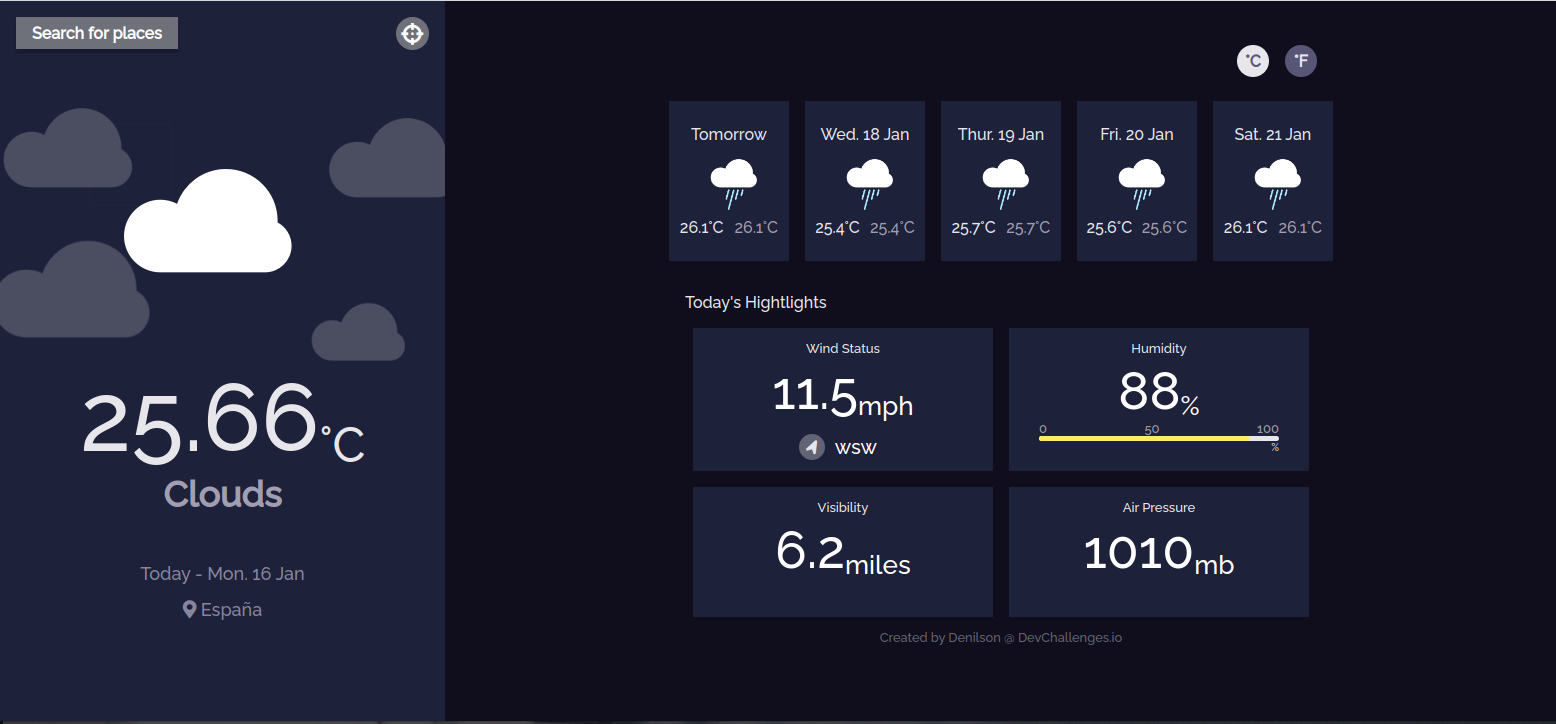 Search for places
25.66°C
Clouds
Today - Mon. 16 Jan
España
°C °F
Tomorrow
26.1°C 26.1°C
Wed. 18 Jan
25.4°C 25.4°C
Thur. 19 Jan
25.7°C 25.7°C
Fri. 20 Jan
25.6°C 25.6°C
Sat. 21 Jan
26.1°C 26.1°C
Today's Hightlights
Wind Status
11.5mph
WSW
Humidity
88%
0 50 100
%
Visibility
6.2miles
Air Pressure
1010mb
Created by Denilson @ DevChallenges.io